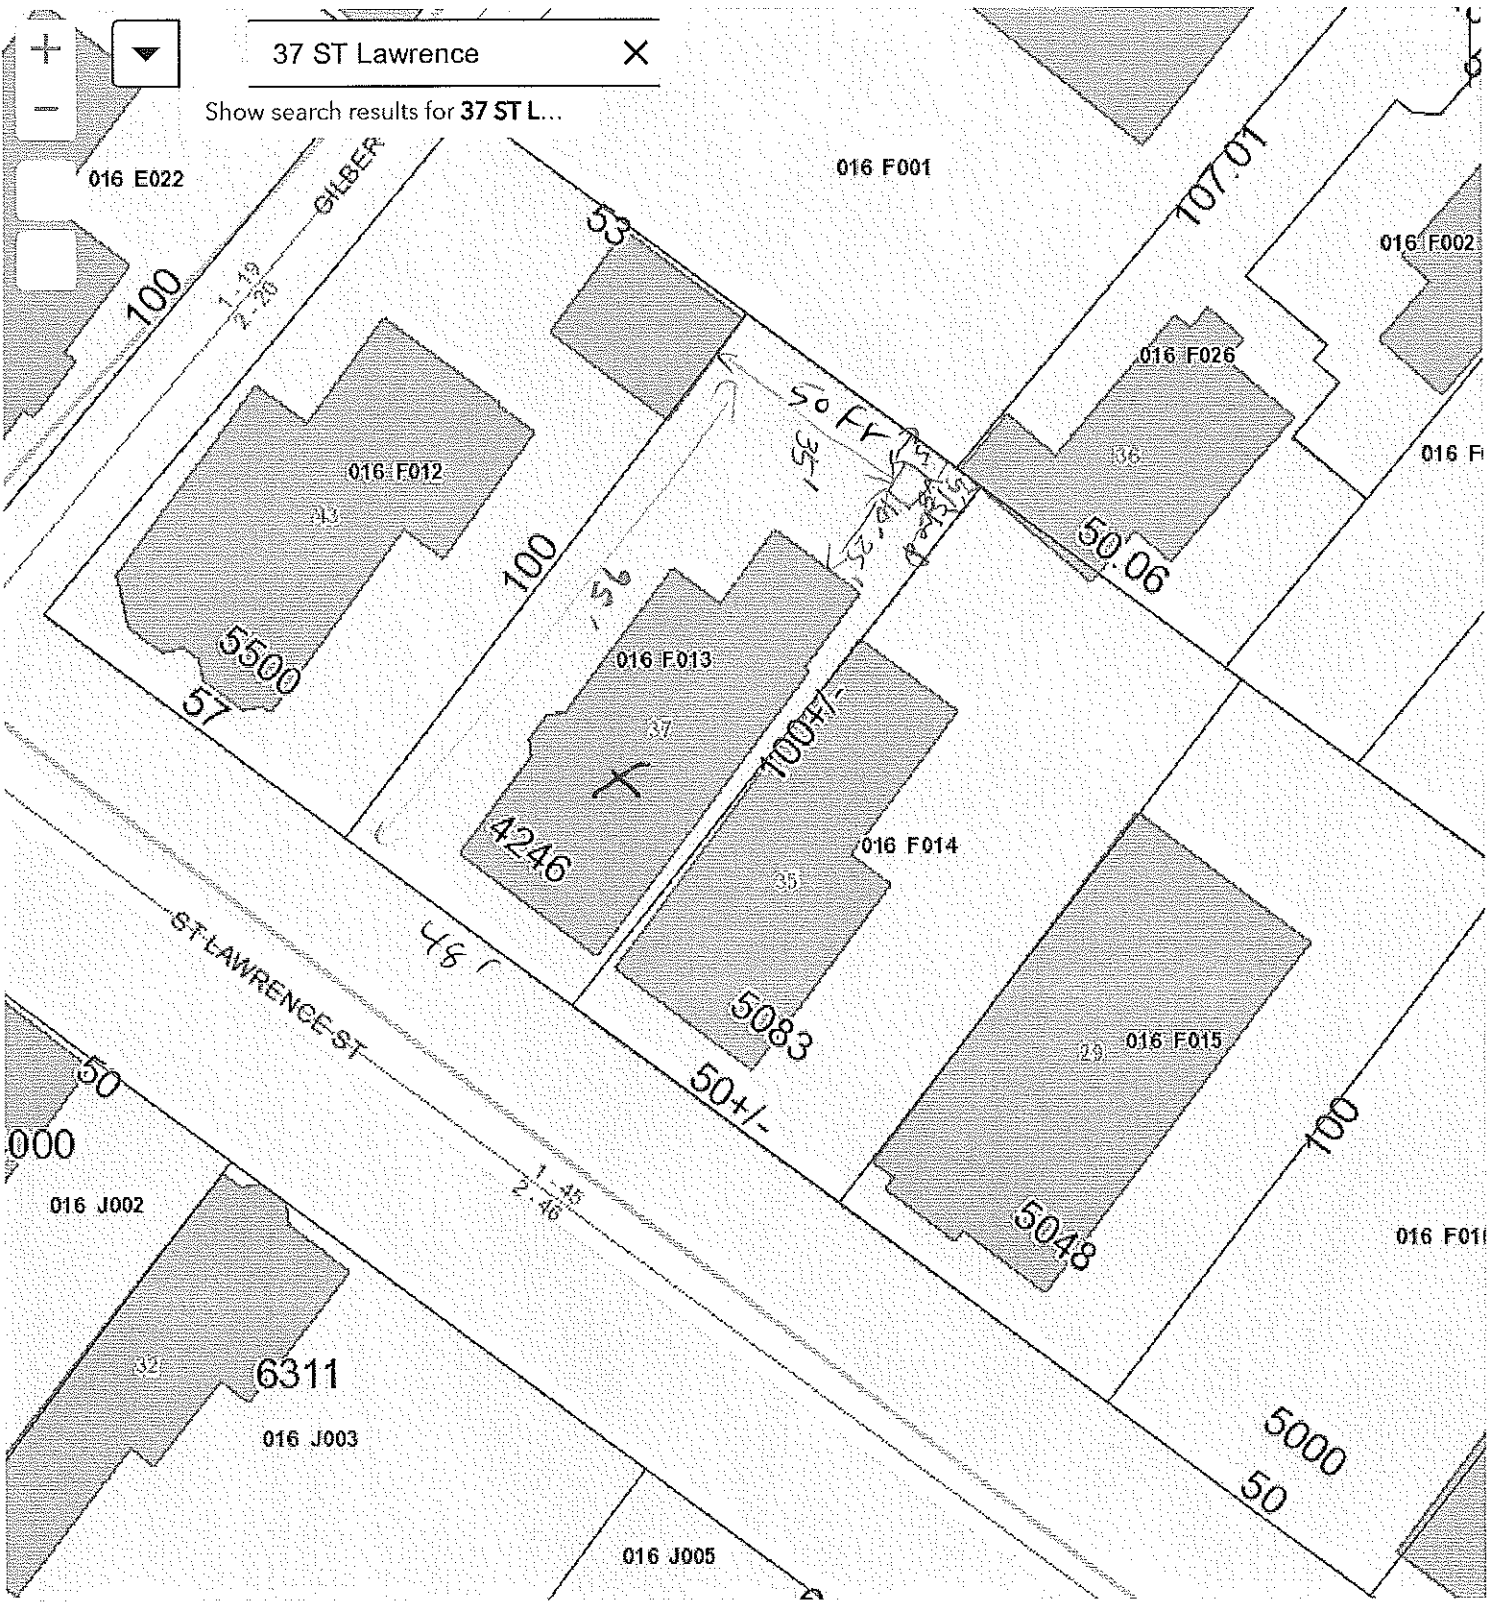 37 ST Lawrence
Show search results for 37 ST L...
016 E022
GILBER
016 F001
107.01
53
016 F002
100
1 - 19
2 - 20
016 F026
50 Fr
36
016 F012
43
35'
016 F
100
50.06
5500
57
016 F013
37
100+/-
4246
016 F014
35
48'
ST LAWRENCE ST
5083
50+/-
29
016 F015
100
50
000
016 J002
1 - 45
2 - 46
5048
016 F01
32
6311
016 J003
5000
50
016 J005